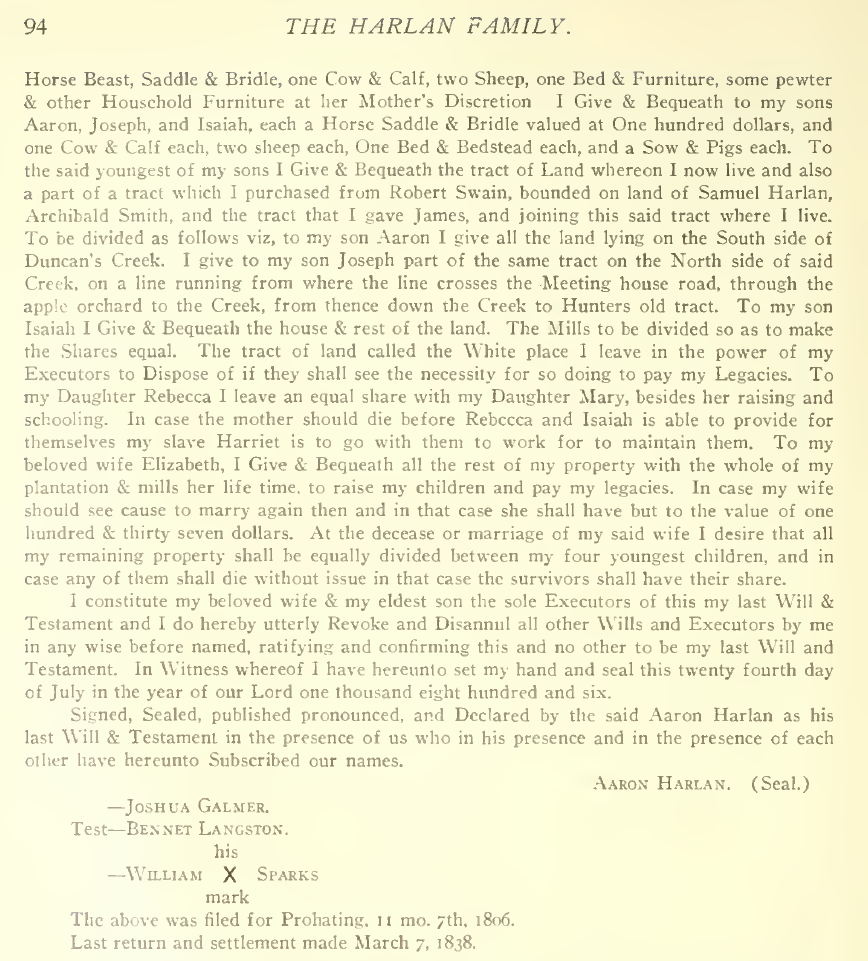 94 THE HARLAN FAMILY.
Horse Beast, Saddle & Bridle, one Cow & Calf, two Sheep, one Bed & Furniture, some pewter
& other Household Furniture at her Mother's Discretion I Give & Bequeath to my sons
Aaron, Joseph, and Isaiah, each a Horse Saddle & Bridle valued at One hundred dollars, and
one Cow & Calf each, two sheep each, One Bed & Bedstead each, and a Sow & Pigs each. To
the said youngest of my sons I Give & Bequeath the tract of Land whereon I now live and also
a part of a tract which I purchased from Robert Swain, bounded on land of Samuel Harlan,
Archibald Smith, and the tract that I gave James, and joining this said tract where I live.
To be divided as follows viz, to my son Aaron I give all the land lying on the South side of
Duncan's Creek. I give to my son Joseph part of the same tract on the North side of said
Creek, on a line running from where the line crosses the Meeting house road, through the
apple orchard to the Creek, from thence down the Creek to Hunters old tract. To my son
Isaiah I Give & Bequeath the house & rest of the land. The Mills to be divided so as to make
the Shares equal. The tract of land called the White place I leave in the power of my
Executors to Dispose of if they shall see the necessity for so doing to pay my Legacies. To
my Daughter Rebecca I leave an equal share with my Daughter Mary, besides her raising and
schooling. In case the mother should die before Rebecca and Isaiah is able to provide for
themselves my slave Harriet is to go with them to work for to maintain them. To my
beloved wife Elizabeth, I Give & Bequeath all the rest of my property with the whole of my
plantation & mills her life time, to raise my children and pay my legacies. In case my wife
should see cause to marry again then and in that case she shall have but to the value of one
hundred & thirty seven dollars. At the decease or marriage of my said wife I desire that all
my remaining property shall be equally divided between my four youngest children, and in
case any of them shall die without issue in that case the survivors shall have their share.
I constitute my beloved wife & my eldest son the sole Executors of this my last Will &
Testament and I do hereby utterly Revoke and Disannul all other Wills and Executors by me
in any wise before named, ratifying and confirming this and no other to be my last Will and
Testament. In Witness whereof I have hereunto set my hand and seal this twenty fourth day
of July in the year of our Lord one thousand eight hundred and six.
Signed, Sealed, published pronounced, and Declared by the said Aaron Harlan as his
last Will & Testament in the presence of us who in his presence and in the presence of each
other have hereunto Subscribed our names.
AARON HARLAN. (Seal.)
—JOSHUA GALMER.
Test—BENNET LANGSTON.
his
—WILLIAM X SPARKS
mark
The above was filed for Probating, 11 mo. 7th, 1806.
Last return and settlement made March 7, 1838.